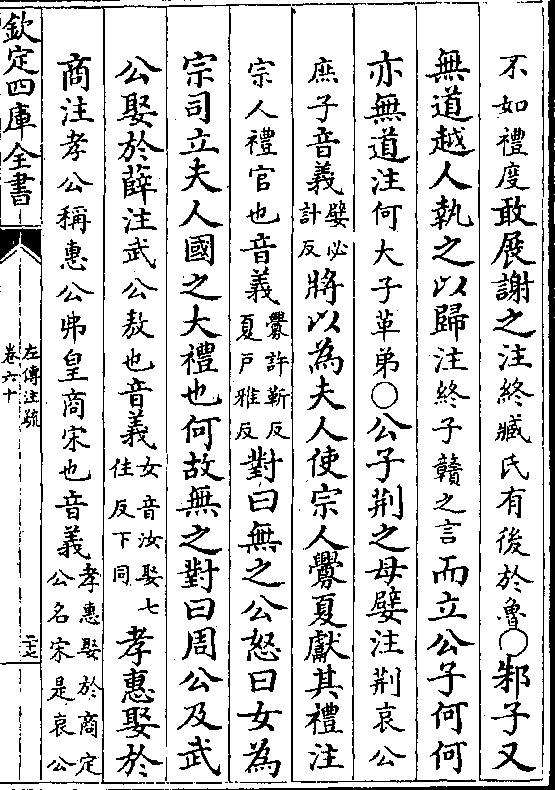 不如禮度敢展謝之注終臧氏有後於魯○邾子又
無道越人執之以歸注終子贛之言而立公子何何
亦無道注何大子革弟○公子荆之母嬖注荆哀公
庶子音義嬖必計反將以為夫人使宗人釁夏獻其禮注
宗人禮官也音義釁許靳反夏戸雅反對曰無之公怒曰女為
宗司立夫人國之大禮也何故無之對曰周公及武
公娶於薛注武公敖也音義女音汝娶七住反下同孝惠娶於
商注孝公稱惠公弗皇商宋也音義孝惠娶於商定公名宋是哀公
欽定四庫全書
左傳注疏
卷六十
二十七